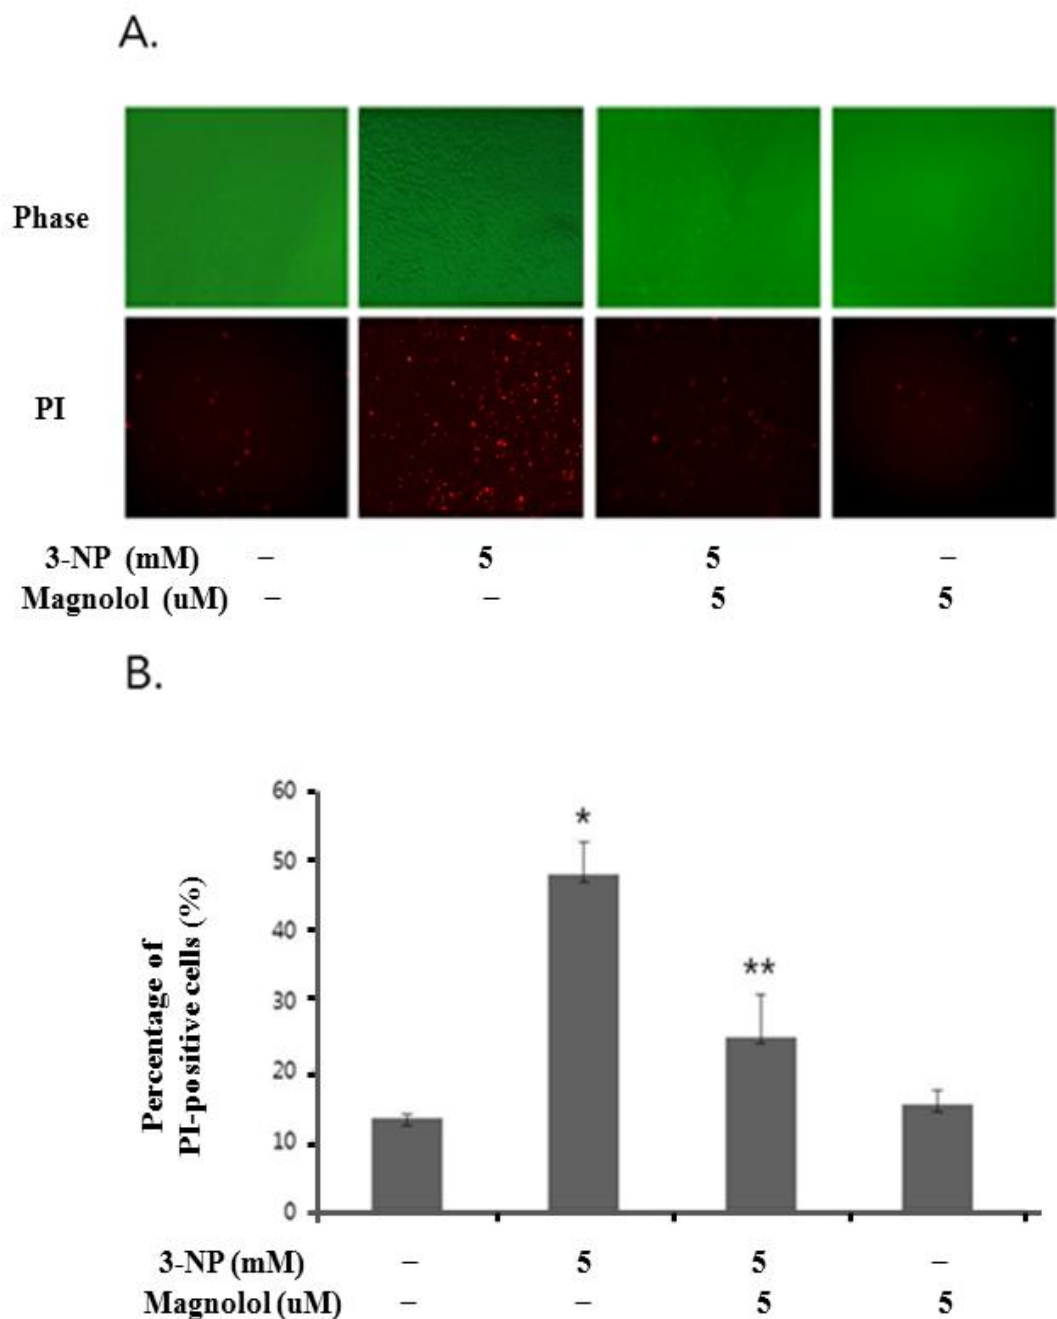 A.
Phase
PI
3-NP (mM) – 5 5 –
Magnolol (uM) – – 5 5
B.
Percentage of
PI-positive cells (%)
60
50
40
30
20
10
0
*
**
3-NP (mM) – 5 5 –
Magnolol (uM) – – 5 5